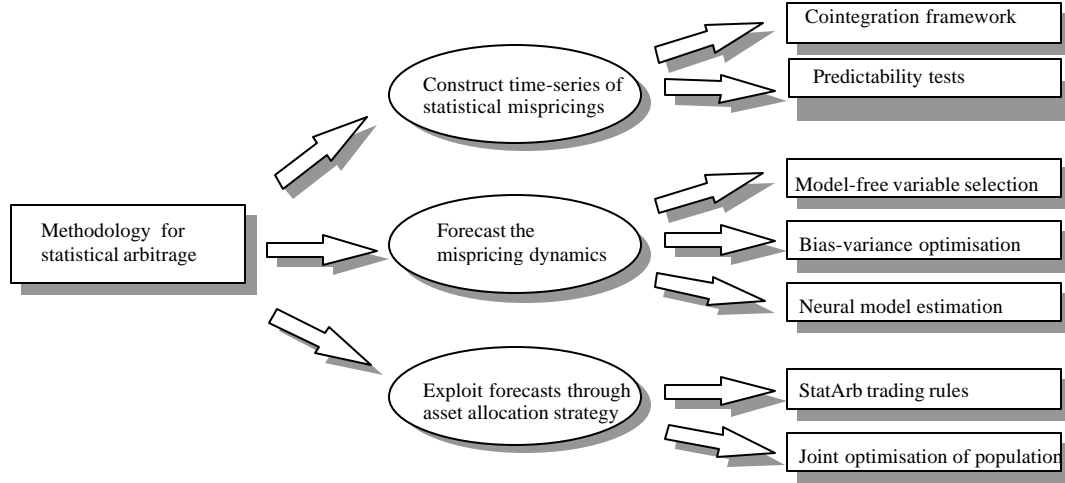 Methodology for
statistical arbitrage
Construct time-series of
statistical mispricings
Cointegration framework
Predictability tests
Forecast the
mispricing dynamics
Model-free variable selection
Bias-variance optimisation
Neural model estimation
Exploit forecasts through
asset allocation strategy
StatArb trading rules
Joint optimisation of population